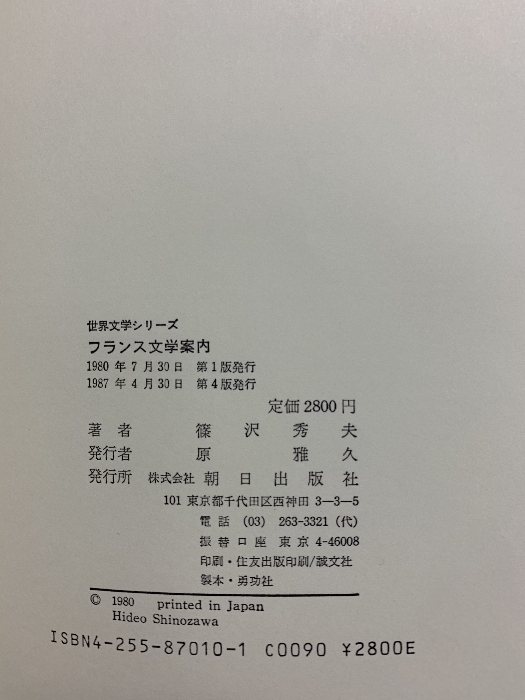 世界文学シリーズ
フランス文学案内
1980 年 7 月 30 日 第 1 版発行
1987 年 4 月 30 日 第 4 版発行
定価 2800 円
著者 篠沢秀夫
発行者 原雅久
発行所 株式会社 朝日出版社
101 東京都千代田区西神田 3―3―5
電話 (03) 263-3321 (代)
振替口座 東京 4-46008
印刷・住友出版印刷/誠文社
製本・勇功社
© 1980 printed in Japan
Hideo Shinozawa
ISBN4-255-87010-1 C0090 ¥2800E